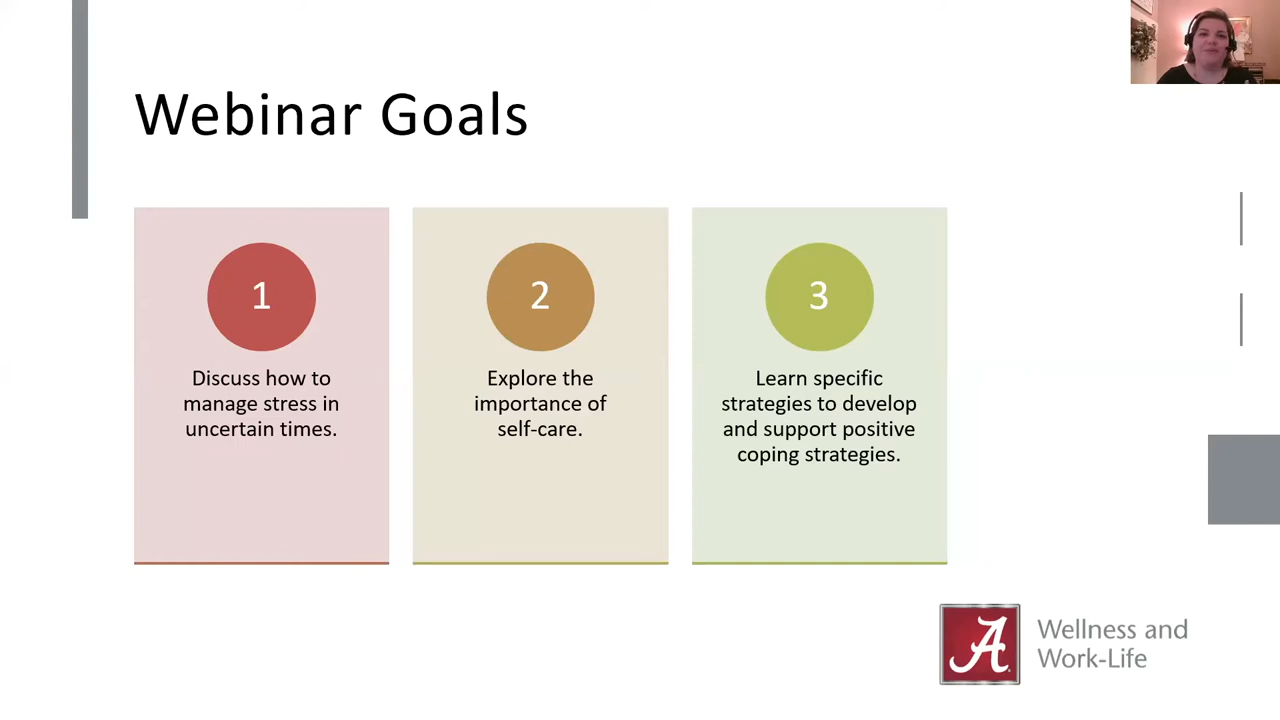 Webinar Goals
1
Discuss how to
manage stress in
uncertain times.
2
Explore the
importance of
self-care.
3
Learn specific
strategies to develop
and support positive
coping strategies.
A
Wellness and
Work-Life